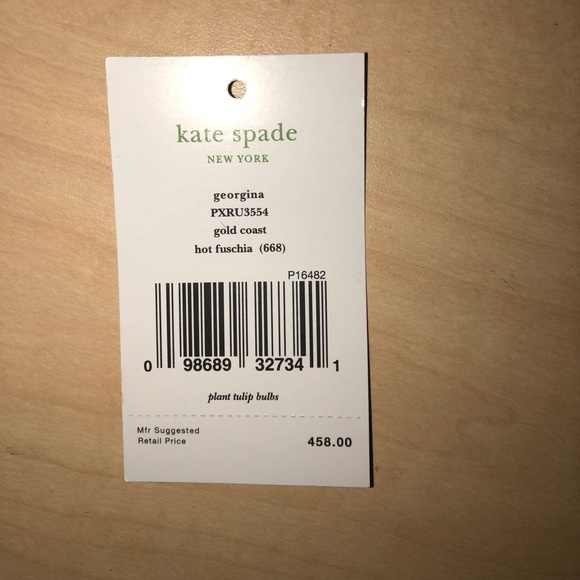 kate spade
NEW YORK
georgina
PXRU3554
gold coast
hot fuschia (668)
P16482
0 98689 32734 1
plant tulip bulbs
Mfr Suggested
Retail Price 458.00